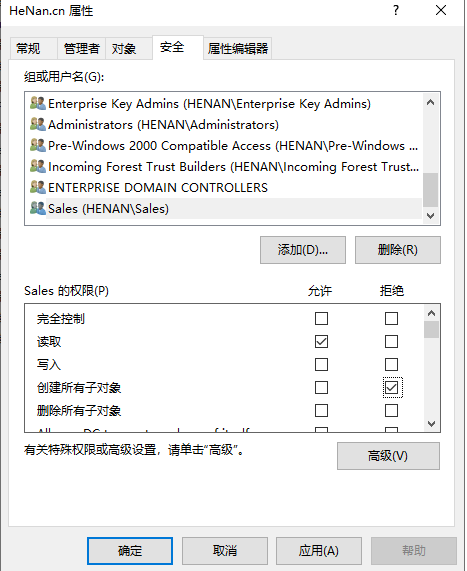 HeNan.cn 属性
常规 管理者 对象 安全 属性编辑器
组或用户名(G):
Enterprise Key Admins (HENAN\Enterprise Key Admins)
Administrators (HENAN\Administrators)
Pre-Windows 2000 Compatible Access (HENAN\Pre-Windows ...
Incoming Forest Trust Builders (HENAN\Incoming Forest Trust...
ENTERPRISE DOMAIN CONTROLLERS
Sales (HENAN\Sales)
添加(D)... 删除(R)
Sales 的权限(P) 允许 拒绝
完全控制
读取
写入
创建所有子对象
删除所有子对象
有关特殊权限或高级设置，请单击“高级”。
高级(V)
确定 取消 应用(A) 帮助